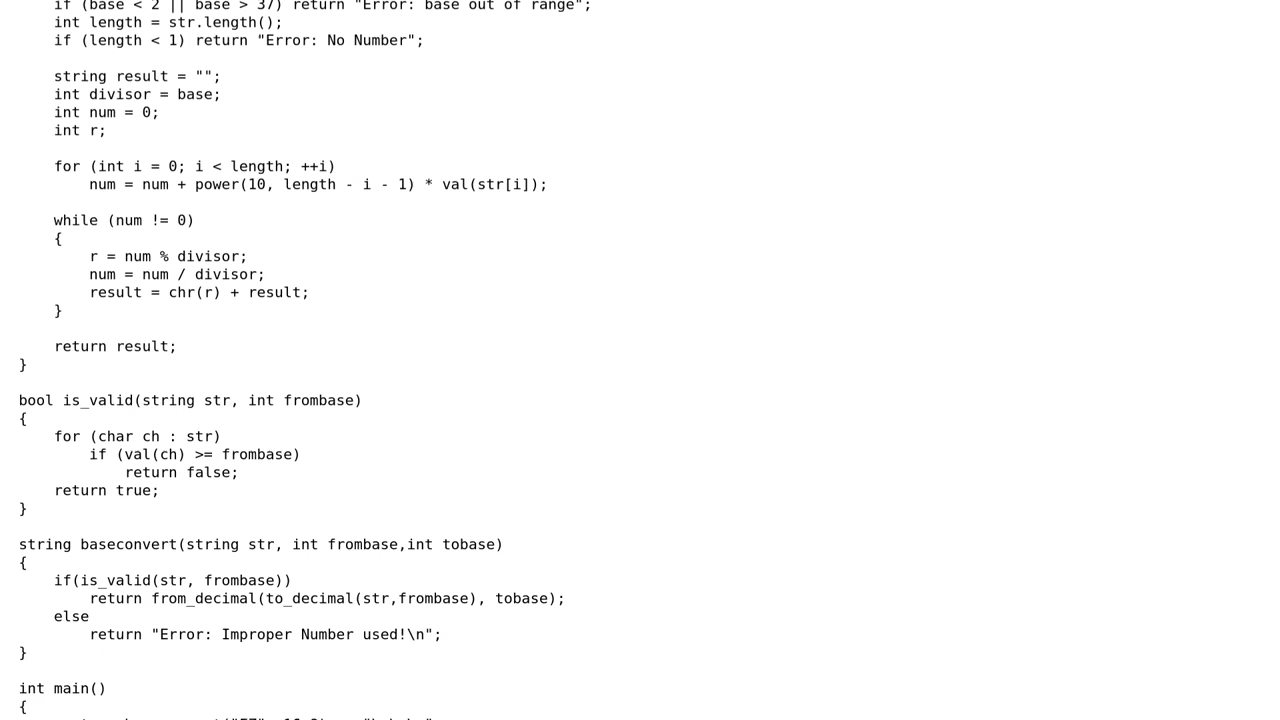 if (base < 2 || base > 37) return "Error: base out of range";
int length = str.length();
if (length < 1) return "Error: No Number";
string result = "";
int divisor = base;
int num = 0;
int r;
for (int i = 0; i < length; ++i)
num = num + power(10, length - i - 1) * val(str[i]);
while (num != 0)
{
r = num % divisor;
num = num / divisor;
result = chr(r) + result;
}
return result;
}
bool is_valid(string str, int frombase)
{
for (char ch : str)
if (val(ch) >= frombase)
return false;
return true;
}
string baseconvert(string str, int frombase,int tobase)
{
if(is_valid(str, frombase))
return from_decimal(to_decimal(str,frombase), tobase);
else
return "Error: Improper Number used!\n";
}
int main()
{